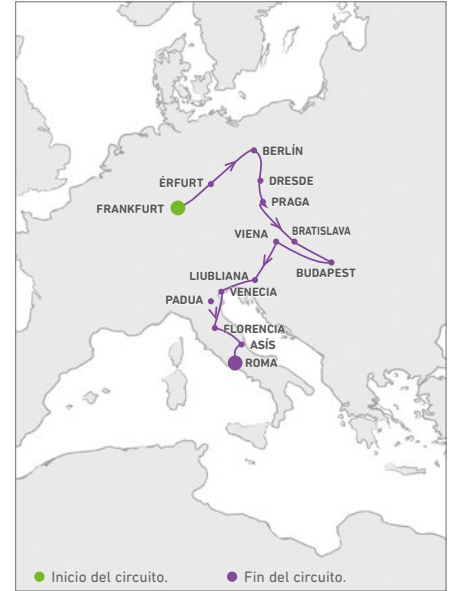 BERLÍN
ÉRFURT
DRESDE
FRANKFURT
PRAGA
VIENA
BRATISLAVA
BUDAPEST
LIUBLIANA
VENECIA
PADUA
FLORENCIA
ASÍS
ROMA
Inicio del circuito.
Fin del circuito.